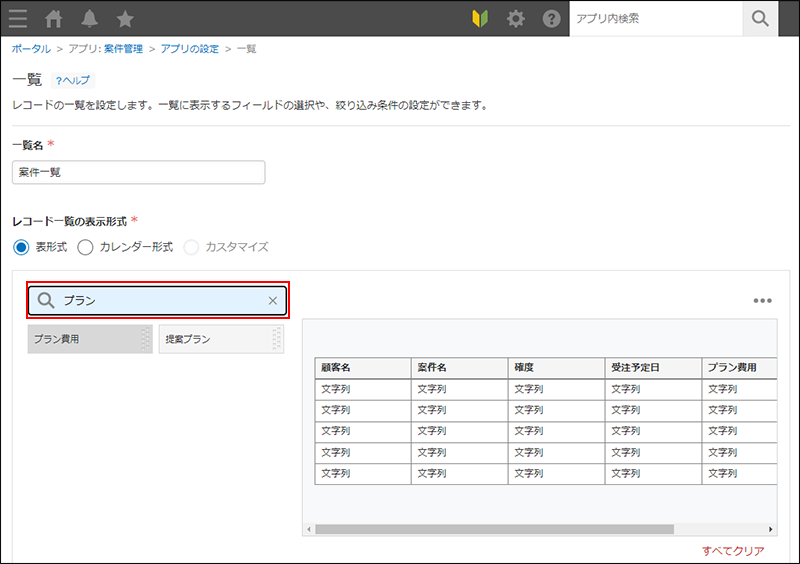 アプリ内検索
ポータル > アプリ: 案件管理 > アプリの設定 > 一覧
一覧 ?ヘルプ
レコードの一覧を設定します。一覧に表示するフィールドの選択や、絞り込み条件の設定ができます。
一覧名 *
案件一覧
レコード一覧の表示形式 *
表形式 カレンダー形式 カスタマイズ
プラン
プラン費用 提案プラン
顧客名 案件名 確度 受注予定日 プラン費用
文字列 文字列 文字列 文字列 文字列
文字列 文字列 文字列 文字列 文字列
文字列 文字列 文字列 文字列 文字列
文字列 文字列 文字列 文字列 文字列
文字列 文字列 文字列 文字列 文字列
すべてクリア